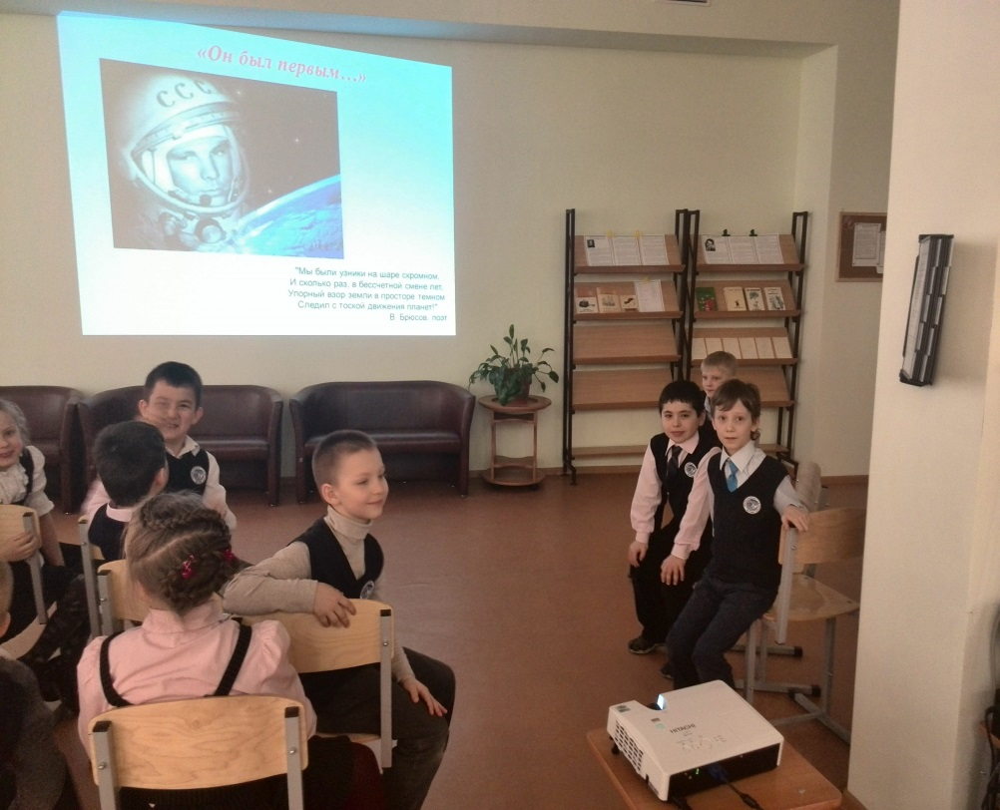 «Он был первым...»
СССР
"Мы были узники на шаре скромном,
И сколько раз, в бессчетной смене лет,
Упорный взор земли в просторе темном
Следил с тоской движения планет!"
В. Брюсов, поэт
HITACHI